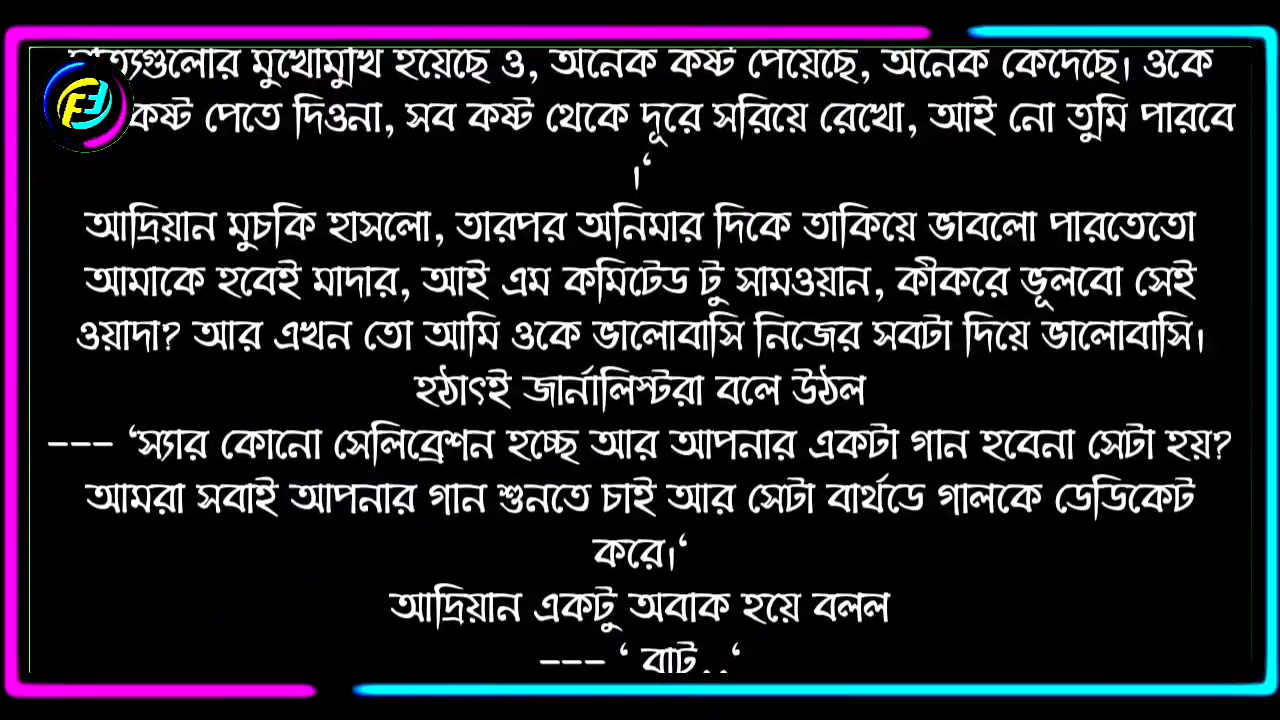 মুখোমুখি হয়েছে ও, অনেক কষ্ট পেয়েছে, অনেক কেদেছে। ওকে
কষ্ট পেতে দিওনা, সব কষ্ট থেকে দূরে সরিয়ে রেখো, আই নো তুমি পারবে
।‘
আদ্রিয়ান মুচকি হাসলো, তারপর অনিমার দিকে তাকিয়ে ভাবলো পারতেতো
আমাকে হবেই মাদার, আই এম কমিটেড টু সামওয়ান, কীকরে ভূলবো সেই
ওয়াদা? আর এখন তো আমি ওকে ভালোবাসি নিজের সবটা দিয়ে ভালোবাসি।
হঠাৎই জার্নালিস্টরা বলে উঠল
--- ‘স্যার কোনো সেলিব্রেশন হচ্ছে আর আপনার একটা গান হবেনা সেটা হয়?
আমরা সবাই আপনার গান শুনতে চাই আর সেটা বার্থডে গালকে ডেডিকেট
করে।‘
আদ্রিয়ান একটু অবাক হয়ে বলল
--- ‘ বাট..‘